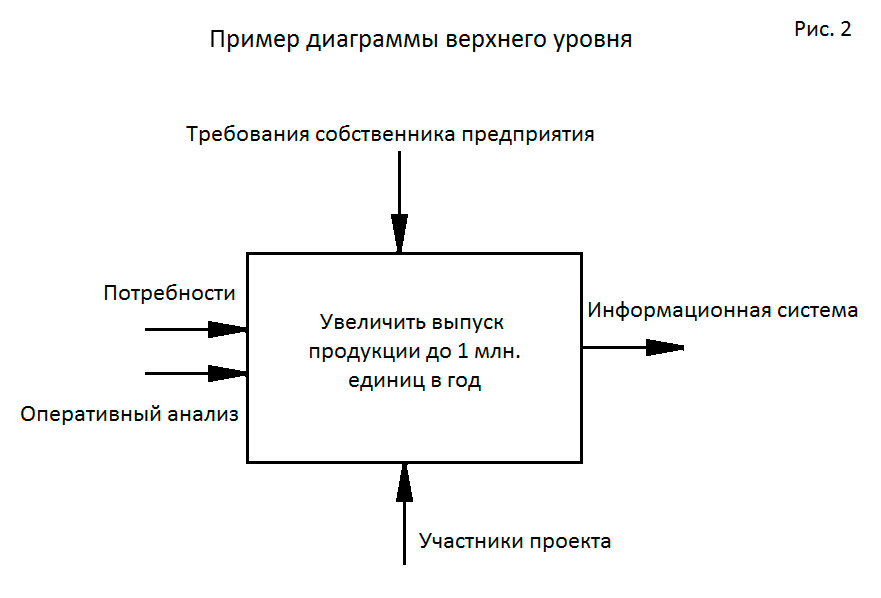 Пример диаграммы верхнего уровня
Рис. 2
Требования собственника предприятия
Потребности
Увеличить выпуск
продукции до 1 млн.
единиц в год
Информационная система
Оперативный анализ
Участники проекта